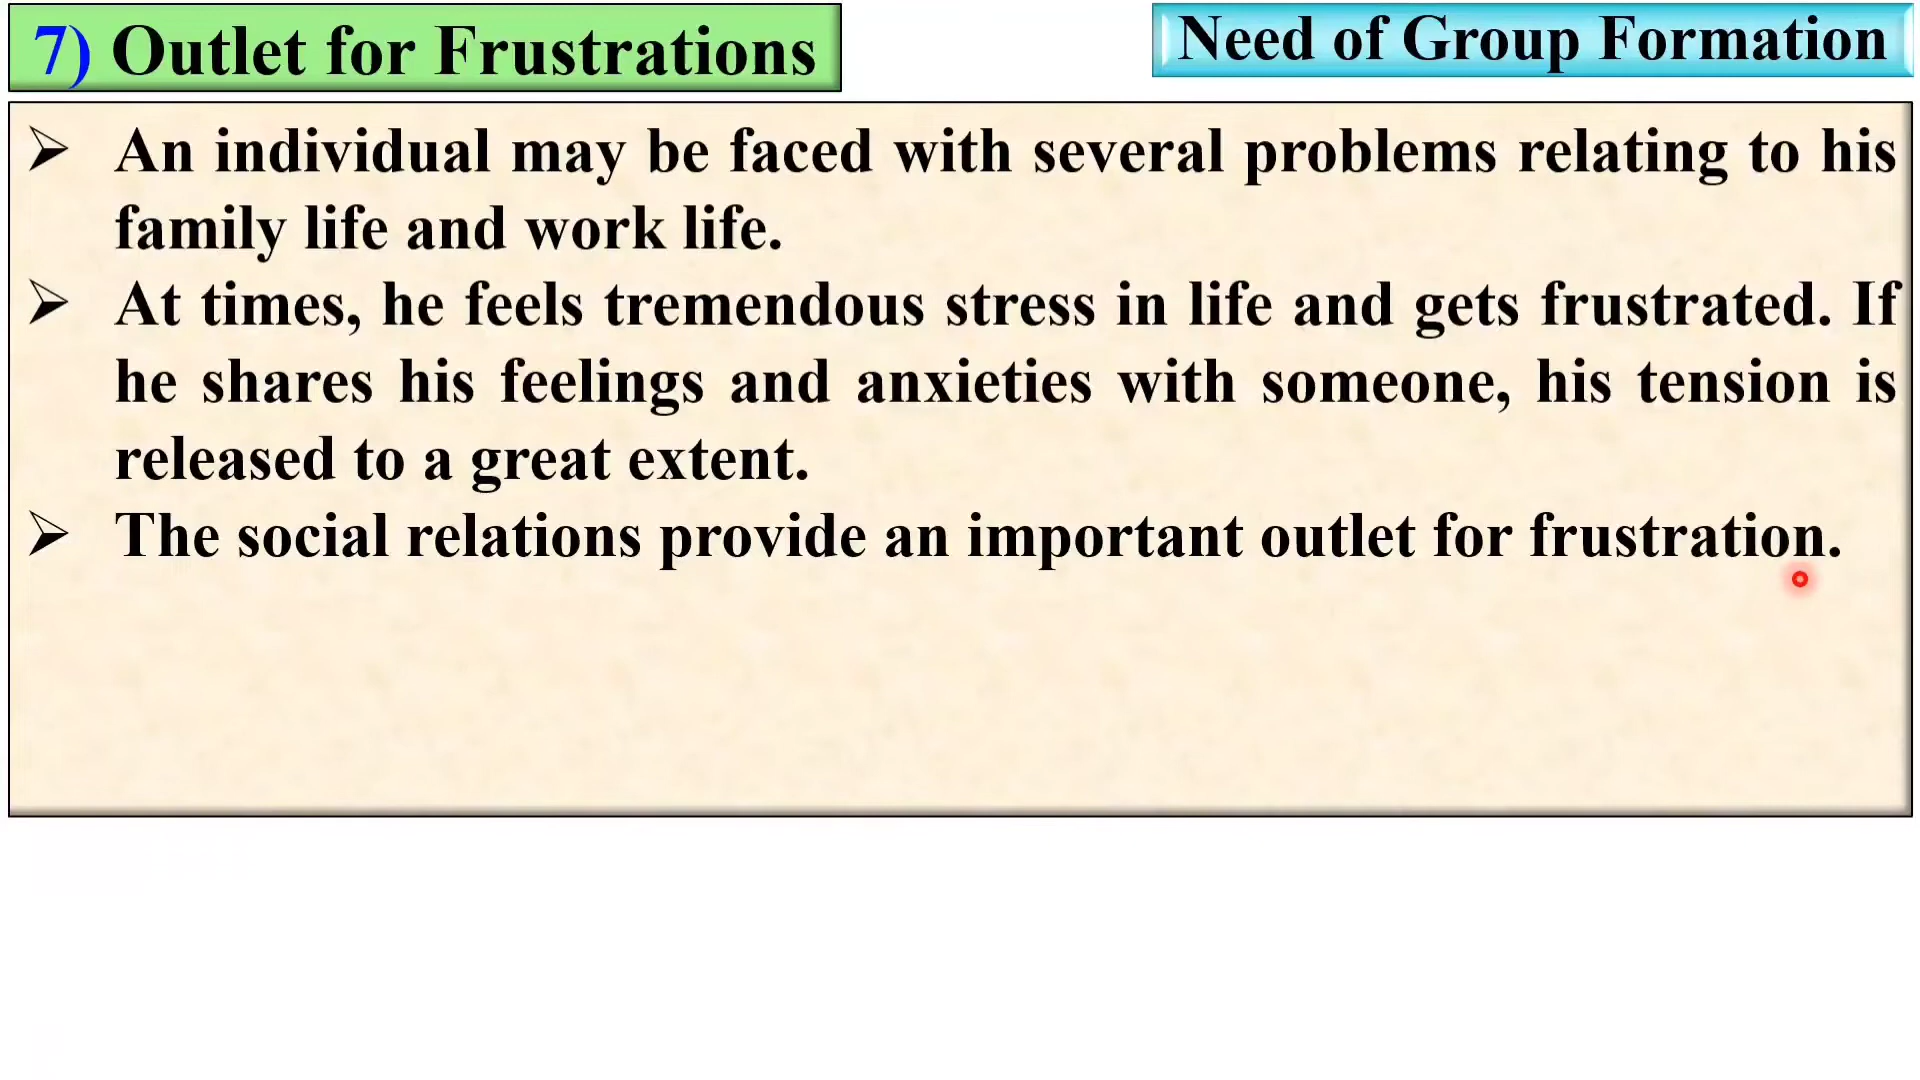 7) Outlet for Frustrations
Need of Group Formation
➢ An individual may be faced with several problems relating to his
family life and work life.
➢ At times, he feels tremendous stress in life and gets frustrated. If
he shares his feelings and anxieties with someone, his tension is
released to a great extent.
➢ The social relations provide an important outlet for frustration.